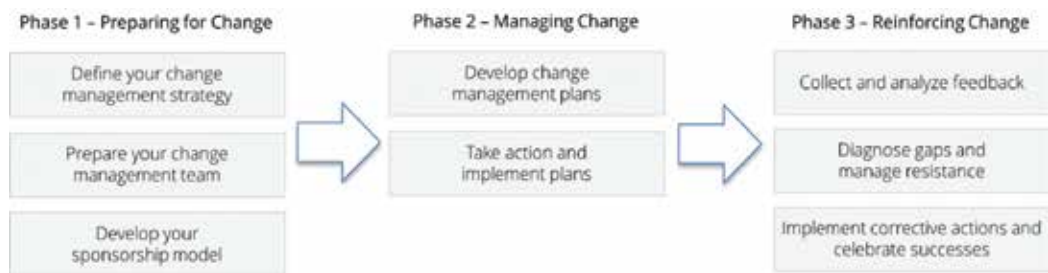 Phase 1 – Preparing for Change
Define your change
management strategy
Prepare your change
management team
Develop your
sponsorship model
Phase 2 – Managing Change
Develop change
management plans
Take action and
implement plans
Phase 3 – Reinforcing Change
Collect and analyze feedback
Diagnose gaps and
manage resistance
Implement corrective actions and
celebrate successes